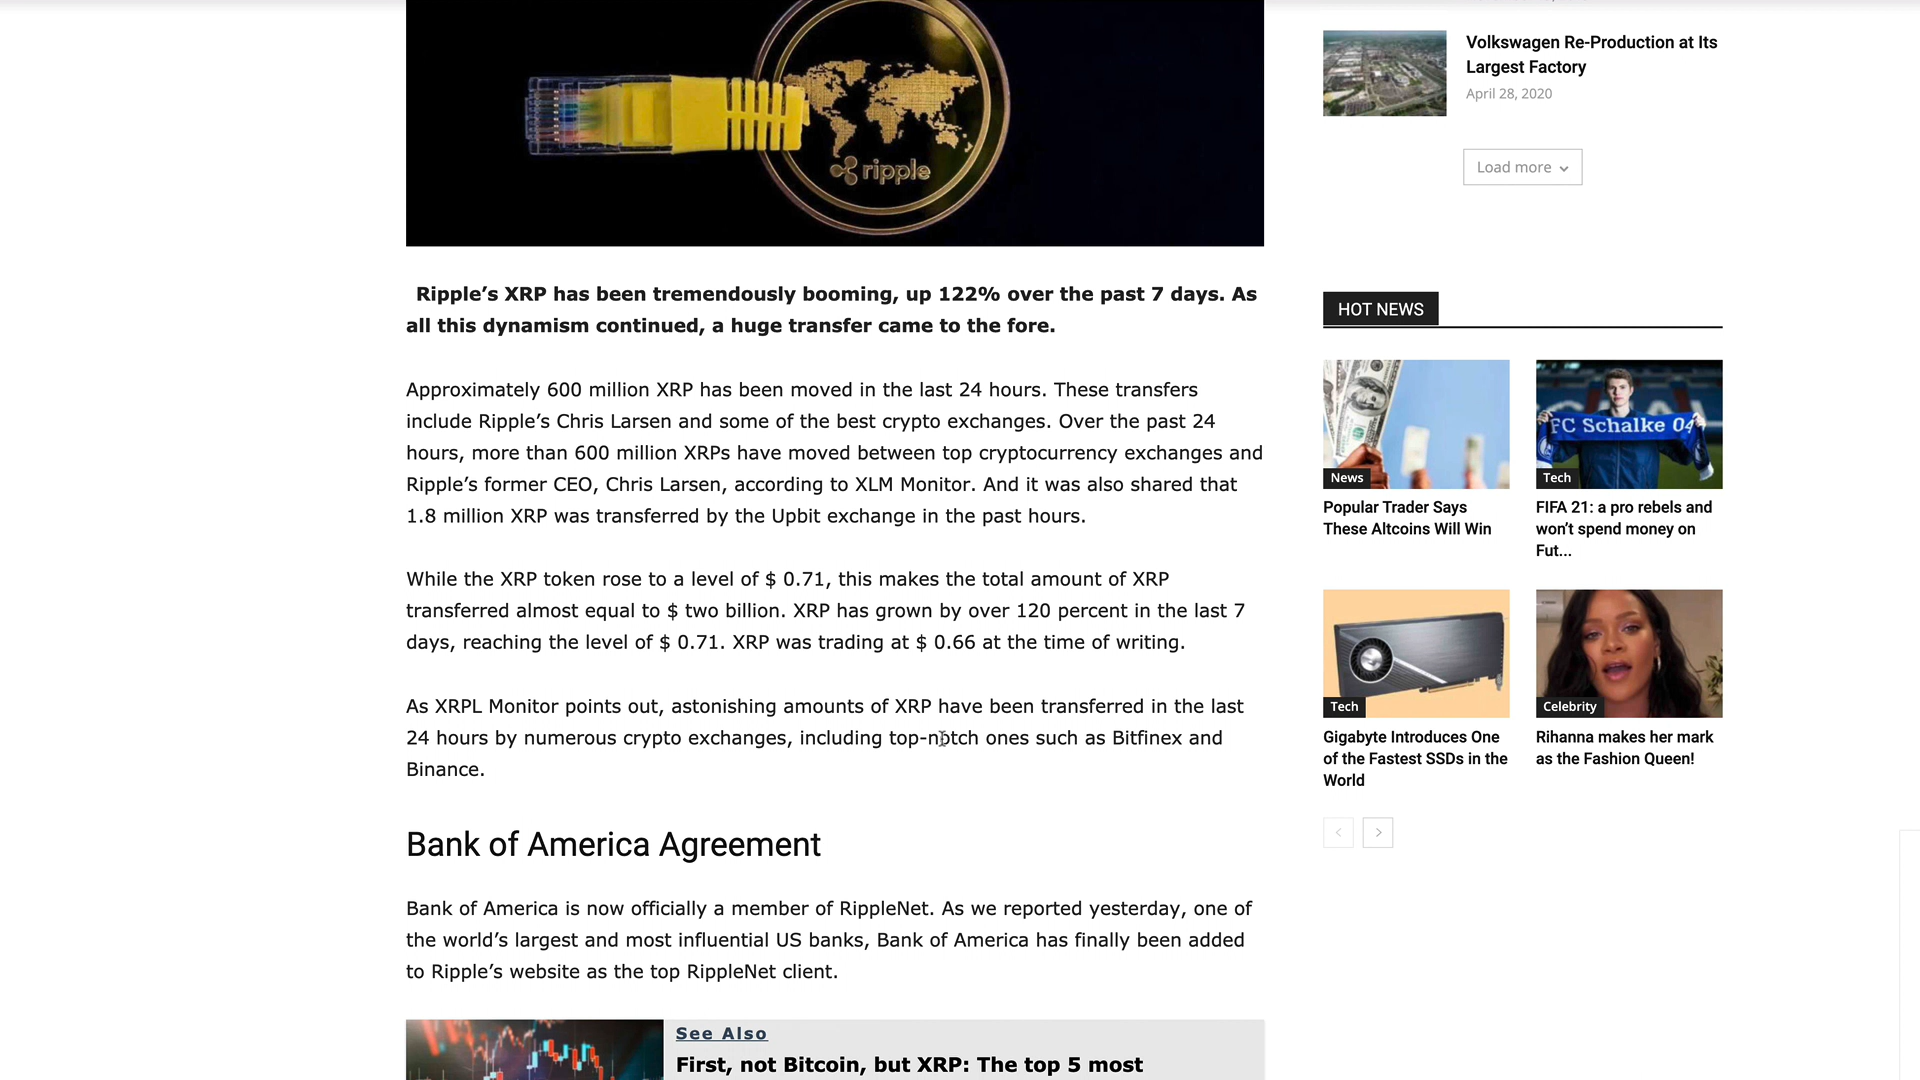 ripple
Ripple’s XRP has been tremendously booming, up 122% over the past 7 days. As
all this dynamism continued, a huge transfer came to the fore.
Approximately 600 million XRP has been moved in the last 24 hours. These transfers
include Ripple’s Chris Larsen and some of the best crypto exchanges. Over the past 24
hours, more than 600 million XRPs have moved between top cryptocurrency exchanges and
Ripple’s former CEO, Chris Larsen, according to XLM Monitor. And it was also shared that
1.8 million XRP was transferred by the Upbit exchange in the past hours.
While the XRP token rose to a level of $ 0.71, this makes the total amount of XRP
transferred almost equal to $ two billion. XRP has grown by over 120 percent in the last 7
days, reaching the level of $ 0.71. XRP was trading at $ 0.66 at the time of writing.
As XRPL Monitor points out, astonishing amounts of XRP have been transferred in the last
24 hours by numerous crypto exchanges, including top-notch ones such as Bitfinex and
Binance.
Bank of America Agreement
Bank of America is now officially a member of RippleNet. As we reported yesterday, one of
the world’s largest and most influential US banks, Bank of America has finally been added
to Ripple’s website as the top RippleNet client.
See Also
First, not Bitcoin, but XRP: The top 5 most
Volkswagen Re-Production at Its
Largest Factory
April 28, 2020
Load more
HOT NEWS
News
Popular Trader Says
These Altcoins Will Win
FC Schalke 04
Tech
FIFA 21: a pro rebels and
won’t spend money on
Fut...
Tech
Gigabyte Introduces One
of the Fastest SSDs in the
World
Celebrity
Rihanna makes her mark
as the Fashion Queen!